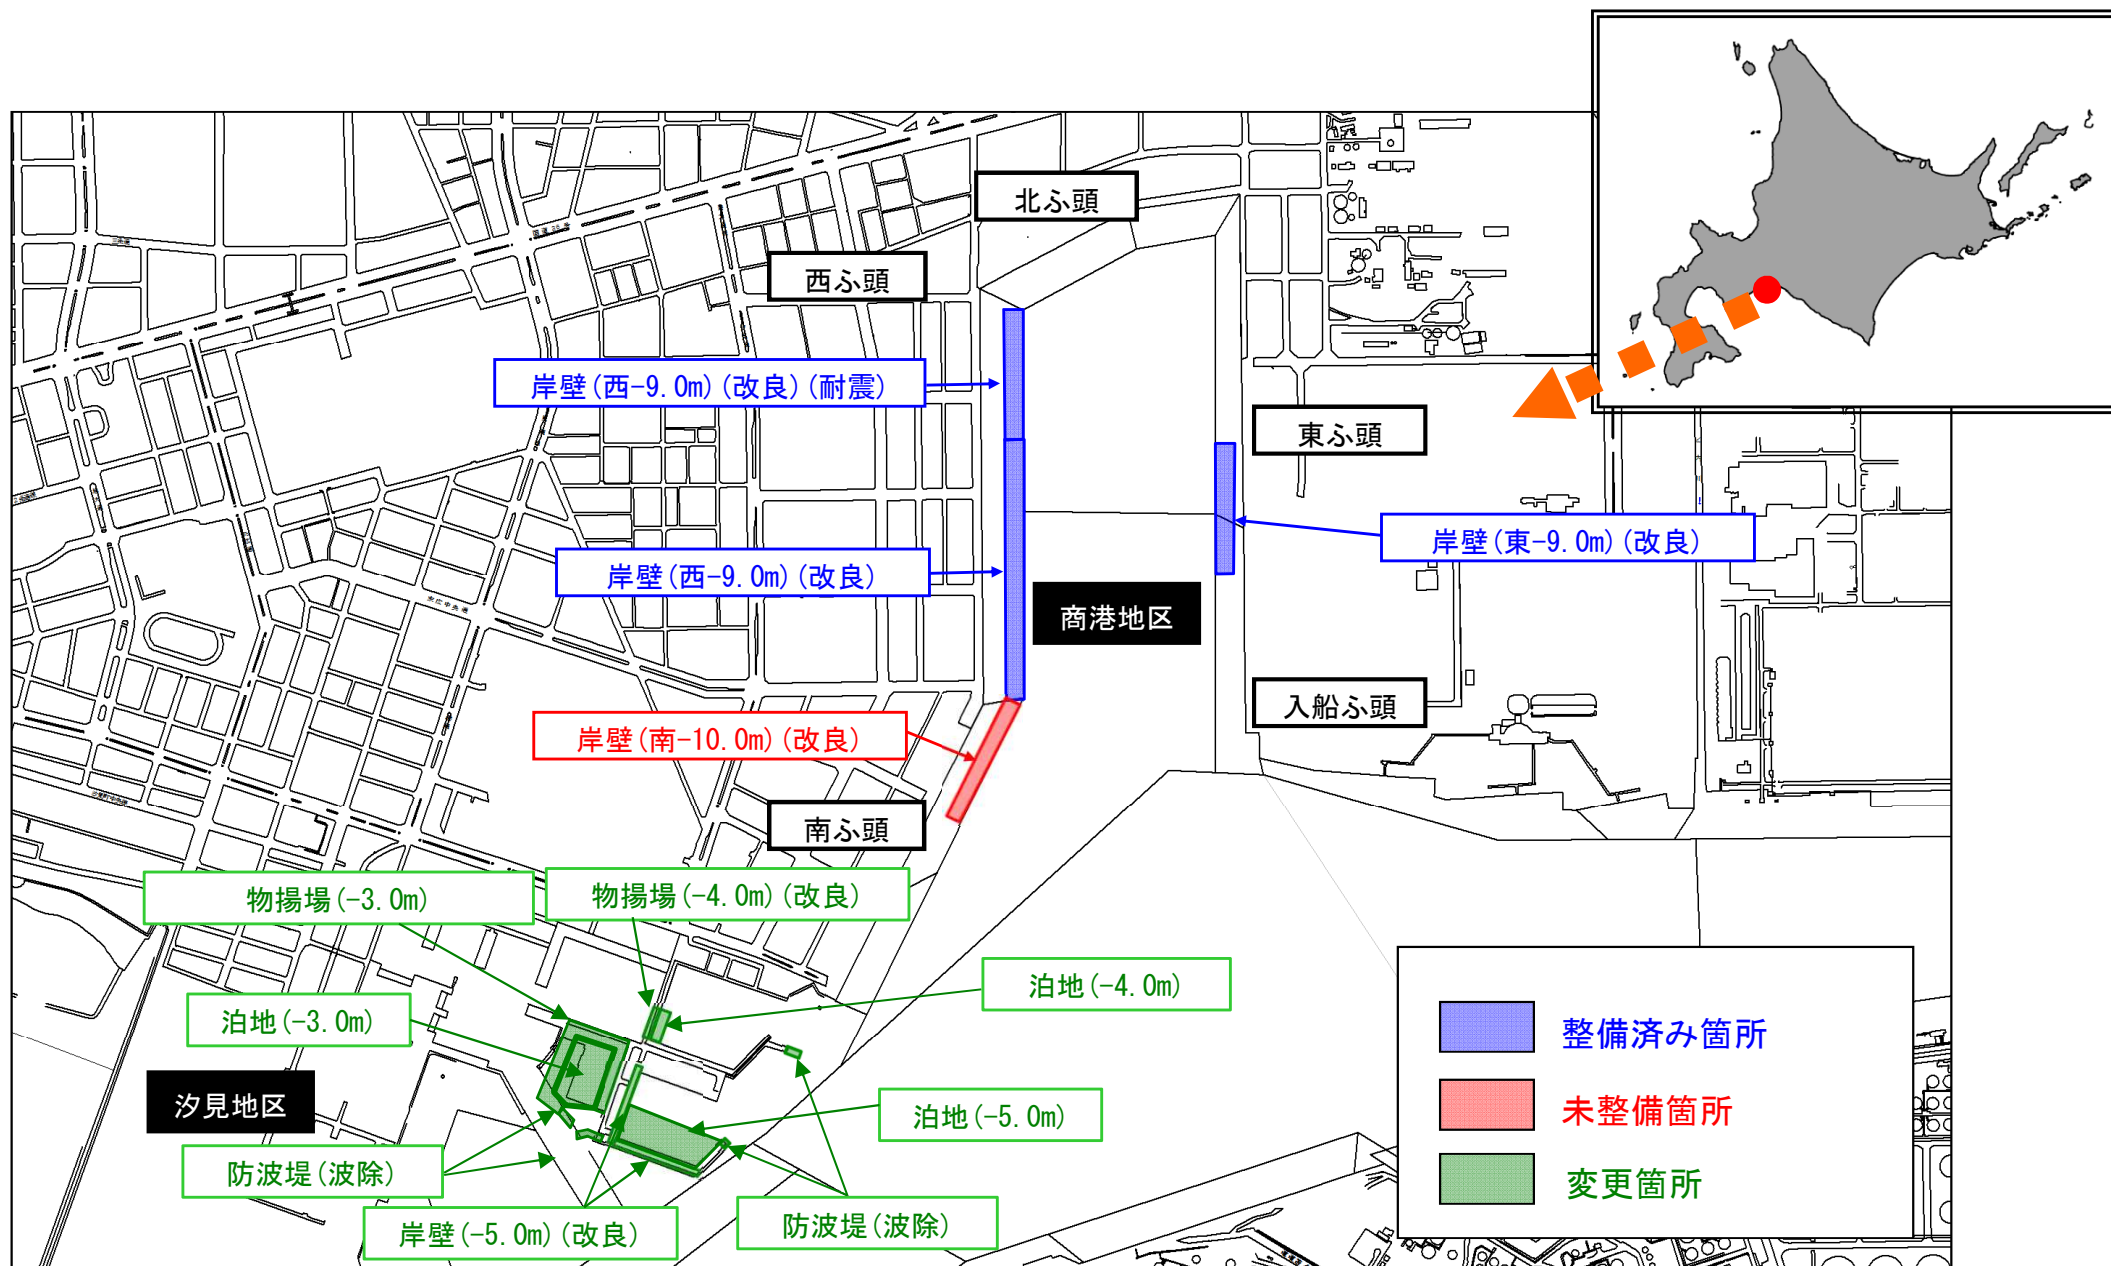 北ふ頭
西ふ頭
岸壁(西-9.0m)(改良)(耐震)
東ふ頭
岸壁(東-9.0m)(改良)
岸壁(西-9.0m)(改良)
商港地区
入船ふ頭
岸壁(南-10.0m)(改良)
南ふ頭
物揚場(-3.0m)
物揚場(-4.0m)(改良)
泊地(-4.0m)
泊地(-3.0m)
汐見地区
泊地(-5.0m)
防波堤(波除)
岸壁(-5.0m)(改良)
防波堤(波除)
整備済み箇所
未整備箇所
変更箇所